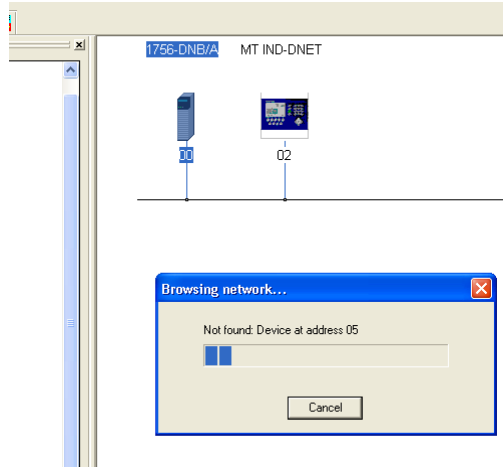 1756-DNB/A MT IND-DNET
00 02
Browsing network...
Not found: Device at address 05
Cancel